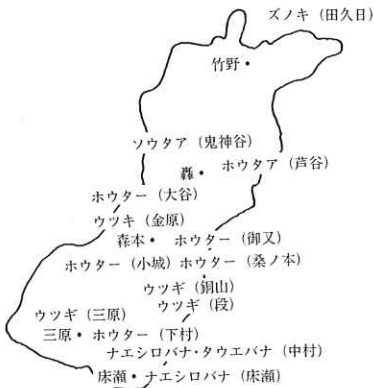 ズノキ（田久日）
竹野・
ソウタア（鬼神谷）
轟・ ホウタア（芦谷）
ホウター（大谷）
ウツキ（金原）
森本・ ホウター（御又）
ホウター（小城） ホウター（桑ノ本）
ウツギ（銅山）
ウツギ（段）
ウツギ（三原）
三原・ホウター（下村）
ナエシロバナ・タウエバナ（中村）
床瀬・ナエシロバナ（床瀬）